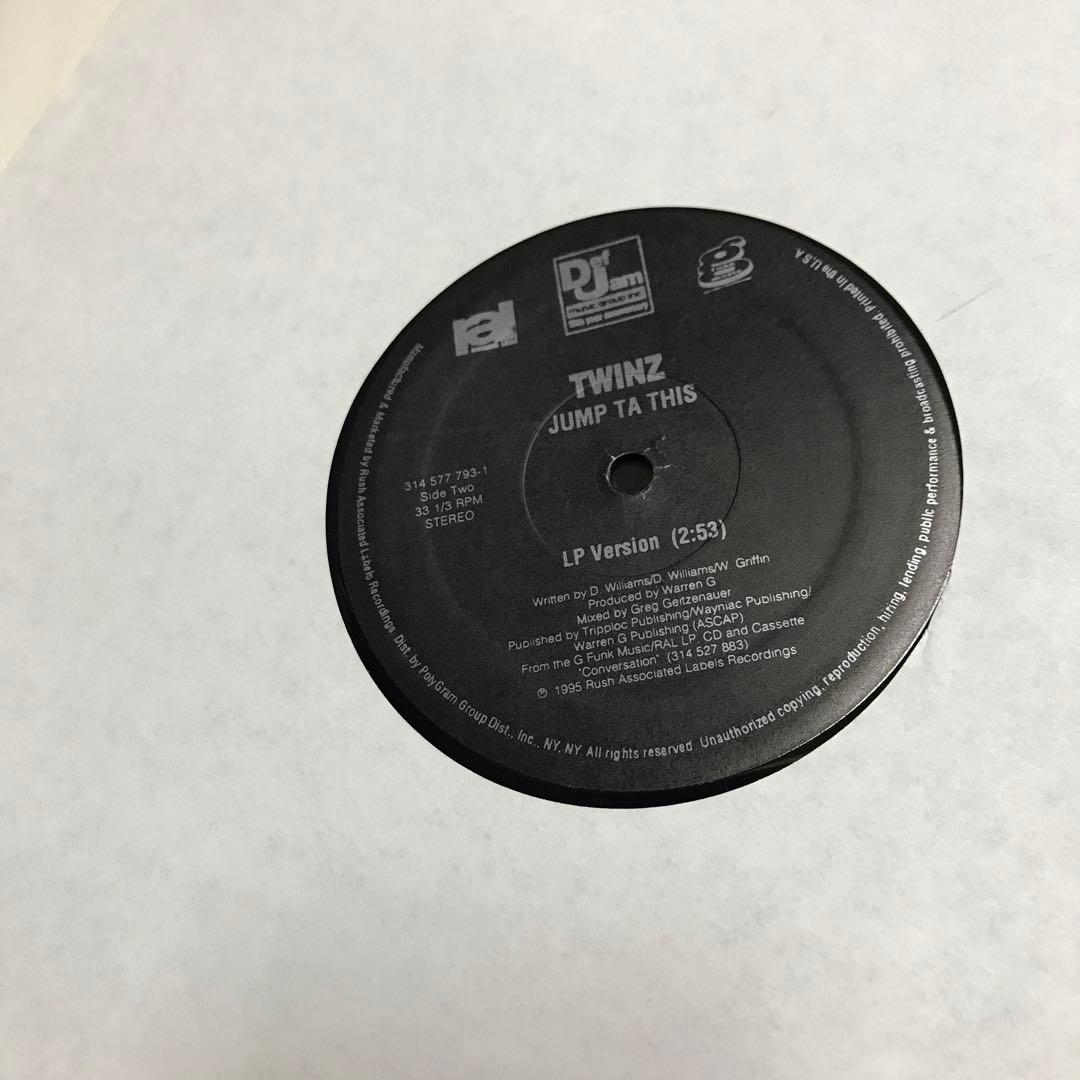 ral
Def
Jam
music group inc.
TWINZ
JUMP TA THIS
314 577 793-1
Side Two
33 1/3 RPM
STEREO
LP Version (2:53)
Written by D. Williams/D. Williams/W. Griffin
Produced by Warren G
Mixed by Greg Geitzenauer
Published by Tripploc Publishing/Wayniac Publishing/
Warren G Publishing (ASCAP)
From the G Funk Music/RAL LP, CD and Cassette
"Conversation" (314 527 883)
℗ 1995 Rush Associated Labels Recordings
Manufactured & Marketed by Rush Associated Labels Recordings. Dist. by PolyGram Group Dist., Inc., NY, NY. All rights reserved. Unauthorized copying, reproduction, hiring, lending, public performance & broadcasting prohibited. Printed in the U.S.A